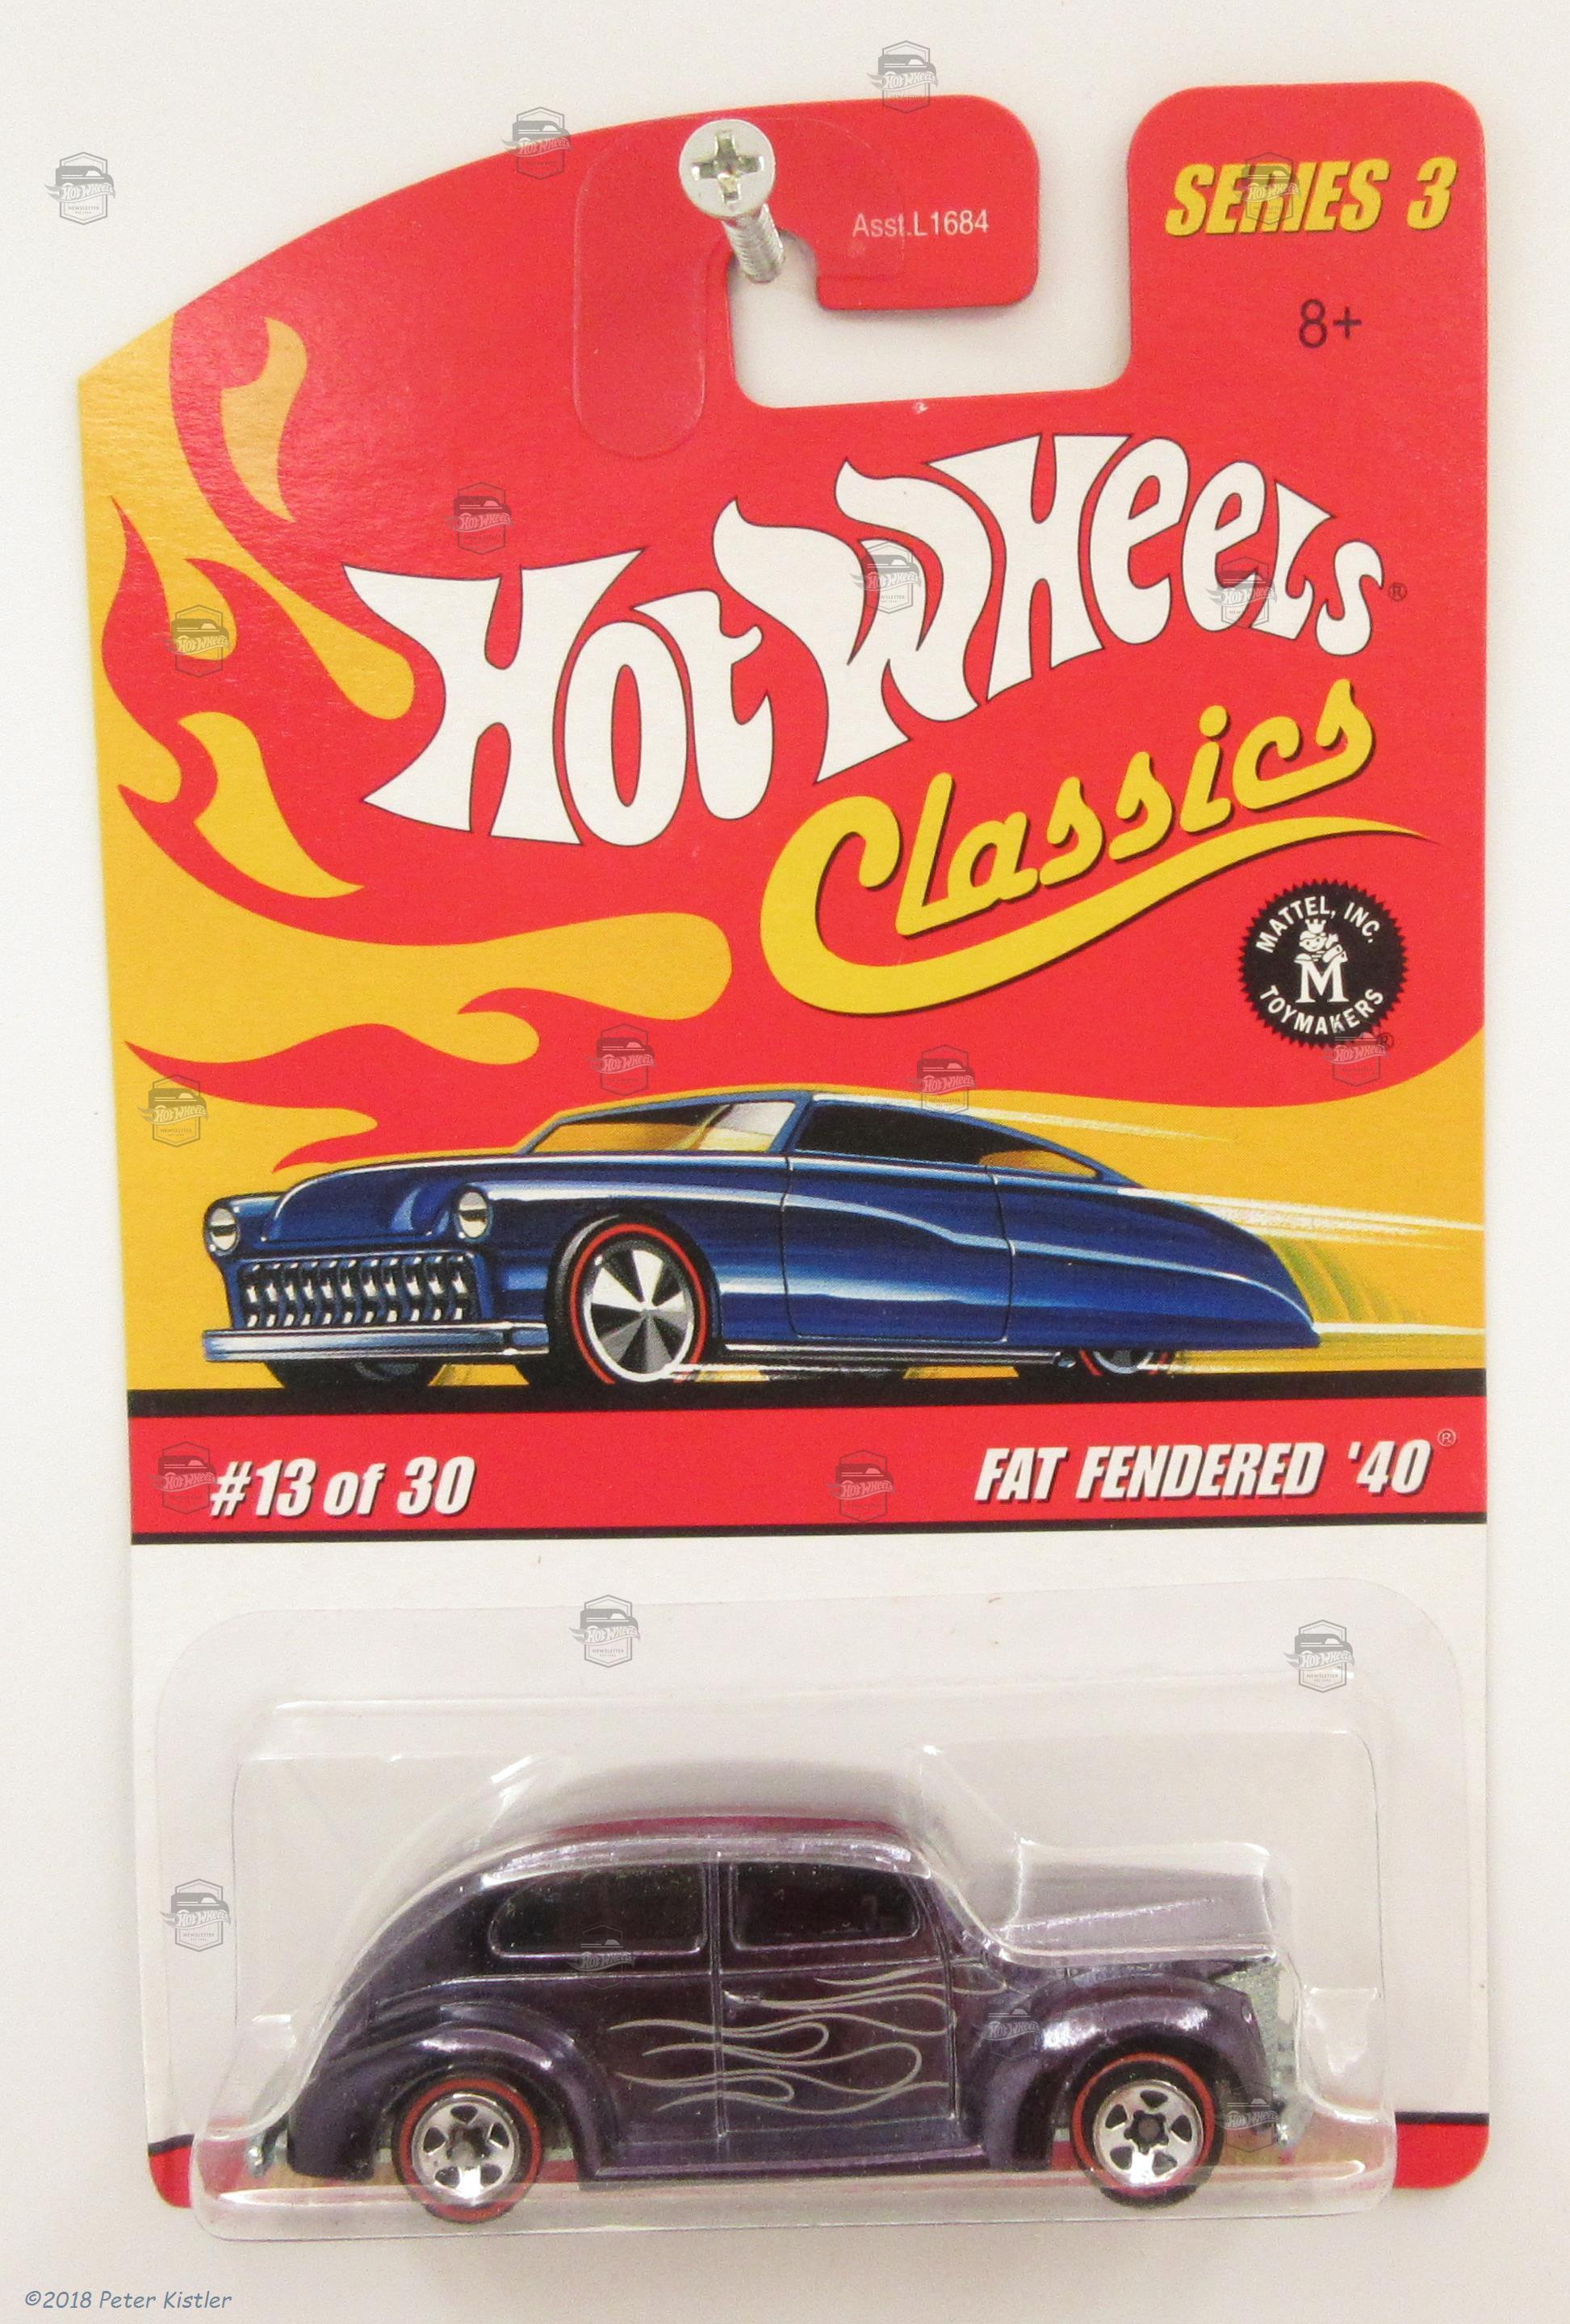 Asst.L1684
SERIES 3
8+
Hot Wheels®
Classics
MATTEL, INC.
M
TOYMAKERS
®
#13 of 30
FAT FENDERED '40®
©2018 Peter Kistler